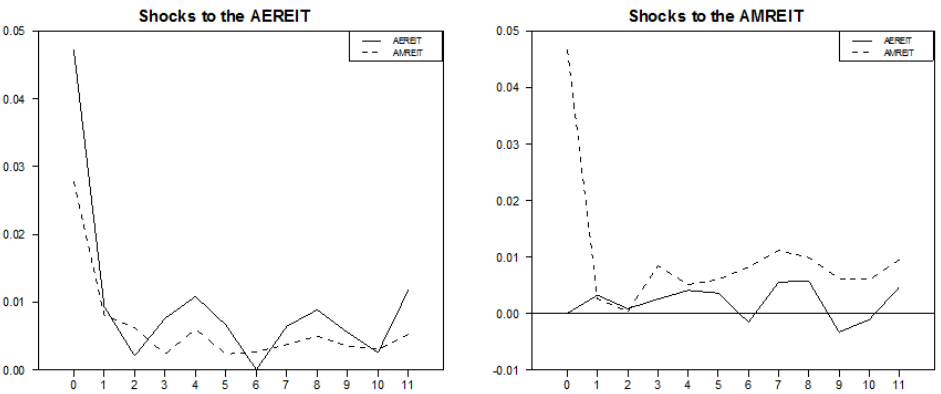 Shocks to the AEREIT
AEREIT
AMREIT
0.05
0.04
0.03
0.02
0.01
0.00
0 1 2 3 4 5 6 7 8 9 10 11
Shocks to the AMREIT
AEREIT
AMREIT
0.05
0.04
0.03
0.02
0.01
0.00
-0.01
0 1 2 3 4 5 6 7 8 9 10 11